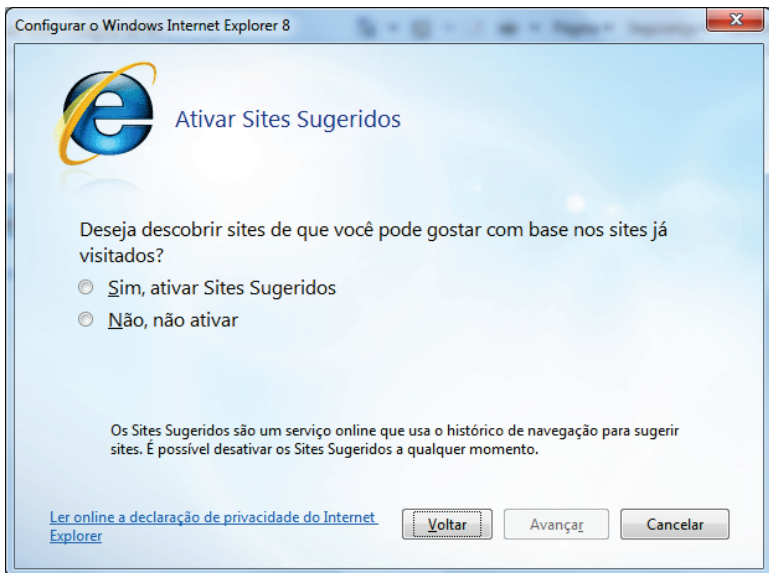 Configurar o Windows Internet Explorer 8
Página
Segurança
Ativar Sites Sugeridos
Deseja descobrir sites de que você pode gostar com base nos sites já
visitados?
Sim, ativar Sites Sugeridos
Não, não ativar
Os Sites Sugeridos são um serviço online que usa o histórico de navegação para sugerir
sites. É possível desativar os Sites Sugeridos a qualquer momento.
Ler online a declaração de privacidade do Internet
Explorer
Voltar
Avançar
Cancelar